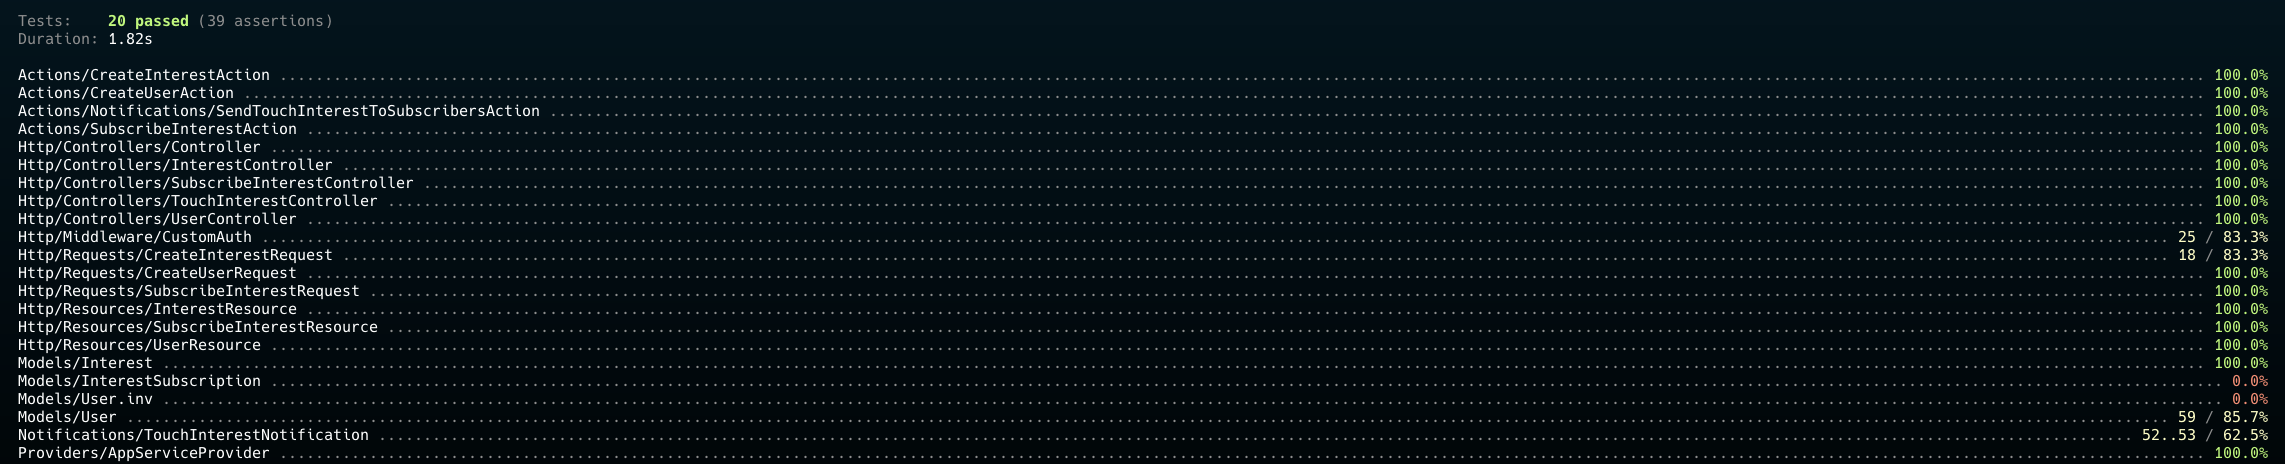 Tests: 20 passed (39 assertions)
Duration: 1.82s
Actions/CreateInterestAction 100.0%
Actions/CreateUserAction 100.0%
Actions/Notifications/SendTouchInterestToSubscribersAction 100.0%
Actions/SubscribeInterestAction 100.0%
Http/Controllers/Controller 100.0%
Http/Controllers/InterestController 100.0%
Http/Controllers/SubscribeInterestController 100.0%
Http/Controllers/TouchInterestController 100.0%
Http/Controllers/UserController 100.0%
Http/Middleware/CustomAuth 25 / 83.3%
Http/Requests/CreateInterestRequest 18 / 83.3%
Http/Requests/CreateUserRequest 100.0%
Http/Requests/SubscribeInterestRequest 100.0%
Http/Resources/InterestResource 100.0%
Http/Resources/SubscribeInterestResource 100.0%
Http/Resources/UserResource 100.0%
Models/Interest 100.0%
Models/InterestSubscription 0.0%
Models/User.inv 0.0%
Models/User 59 / 85.7%
Notifications/TouchInterestNotification 52..53 / 62.5%
Providers/AppServiceProvider 100.0%